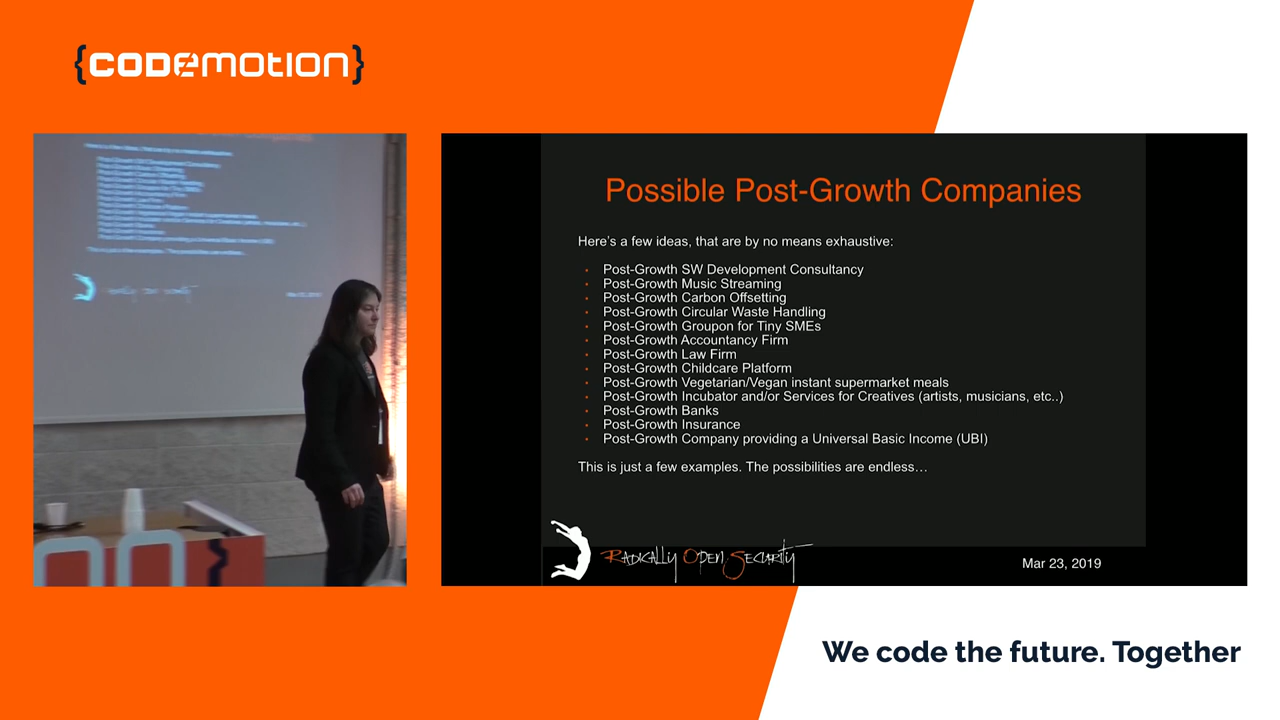 {CODEMOTION}
Possible Post-Growth Companies
Here's a few ideas, that are by no means exhaustive:
Post-Growth SW Development Consultancy
Post-Growth Music Streaming
Post-Growth Carbon Offsetting
Post-Growth Circular Waste Handling
Post-Growth Groupon for Tiny SMEs
Post-Growth Accountancy Firm
Post-Growth Law Firm
Post-Growth Childcare Platform
Post-Growth Vegetarian/Vegan instant supermarket meals
Post-Growth Incubator and/or Services for Creatives (artists, musicians, etc..)
Post-Growth Banks
Post-Growth Insurance
Post-Growth Company providing a Universal Basic Income (UBI)
This is just a few examples. The possibilities are endless…
Radically Open Security
Mar 23, 2019
We code the future. Together